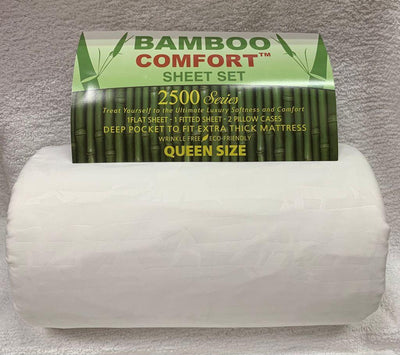 BAMBOO
COMFORT™
SHEET SET
2500 Series
Treat Yourself to the Ultimate Luxury Softness and Comfort
1FLAT SHEET • 1 FITTED SHEET • 2 PILLOW CASES
DEEP POCKET TO FIT EXTRA THICK MATTRESS
WRINKLE FREE ECO-FRIENDLY
QUEEN SIZE